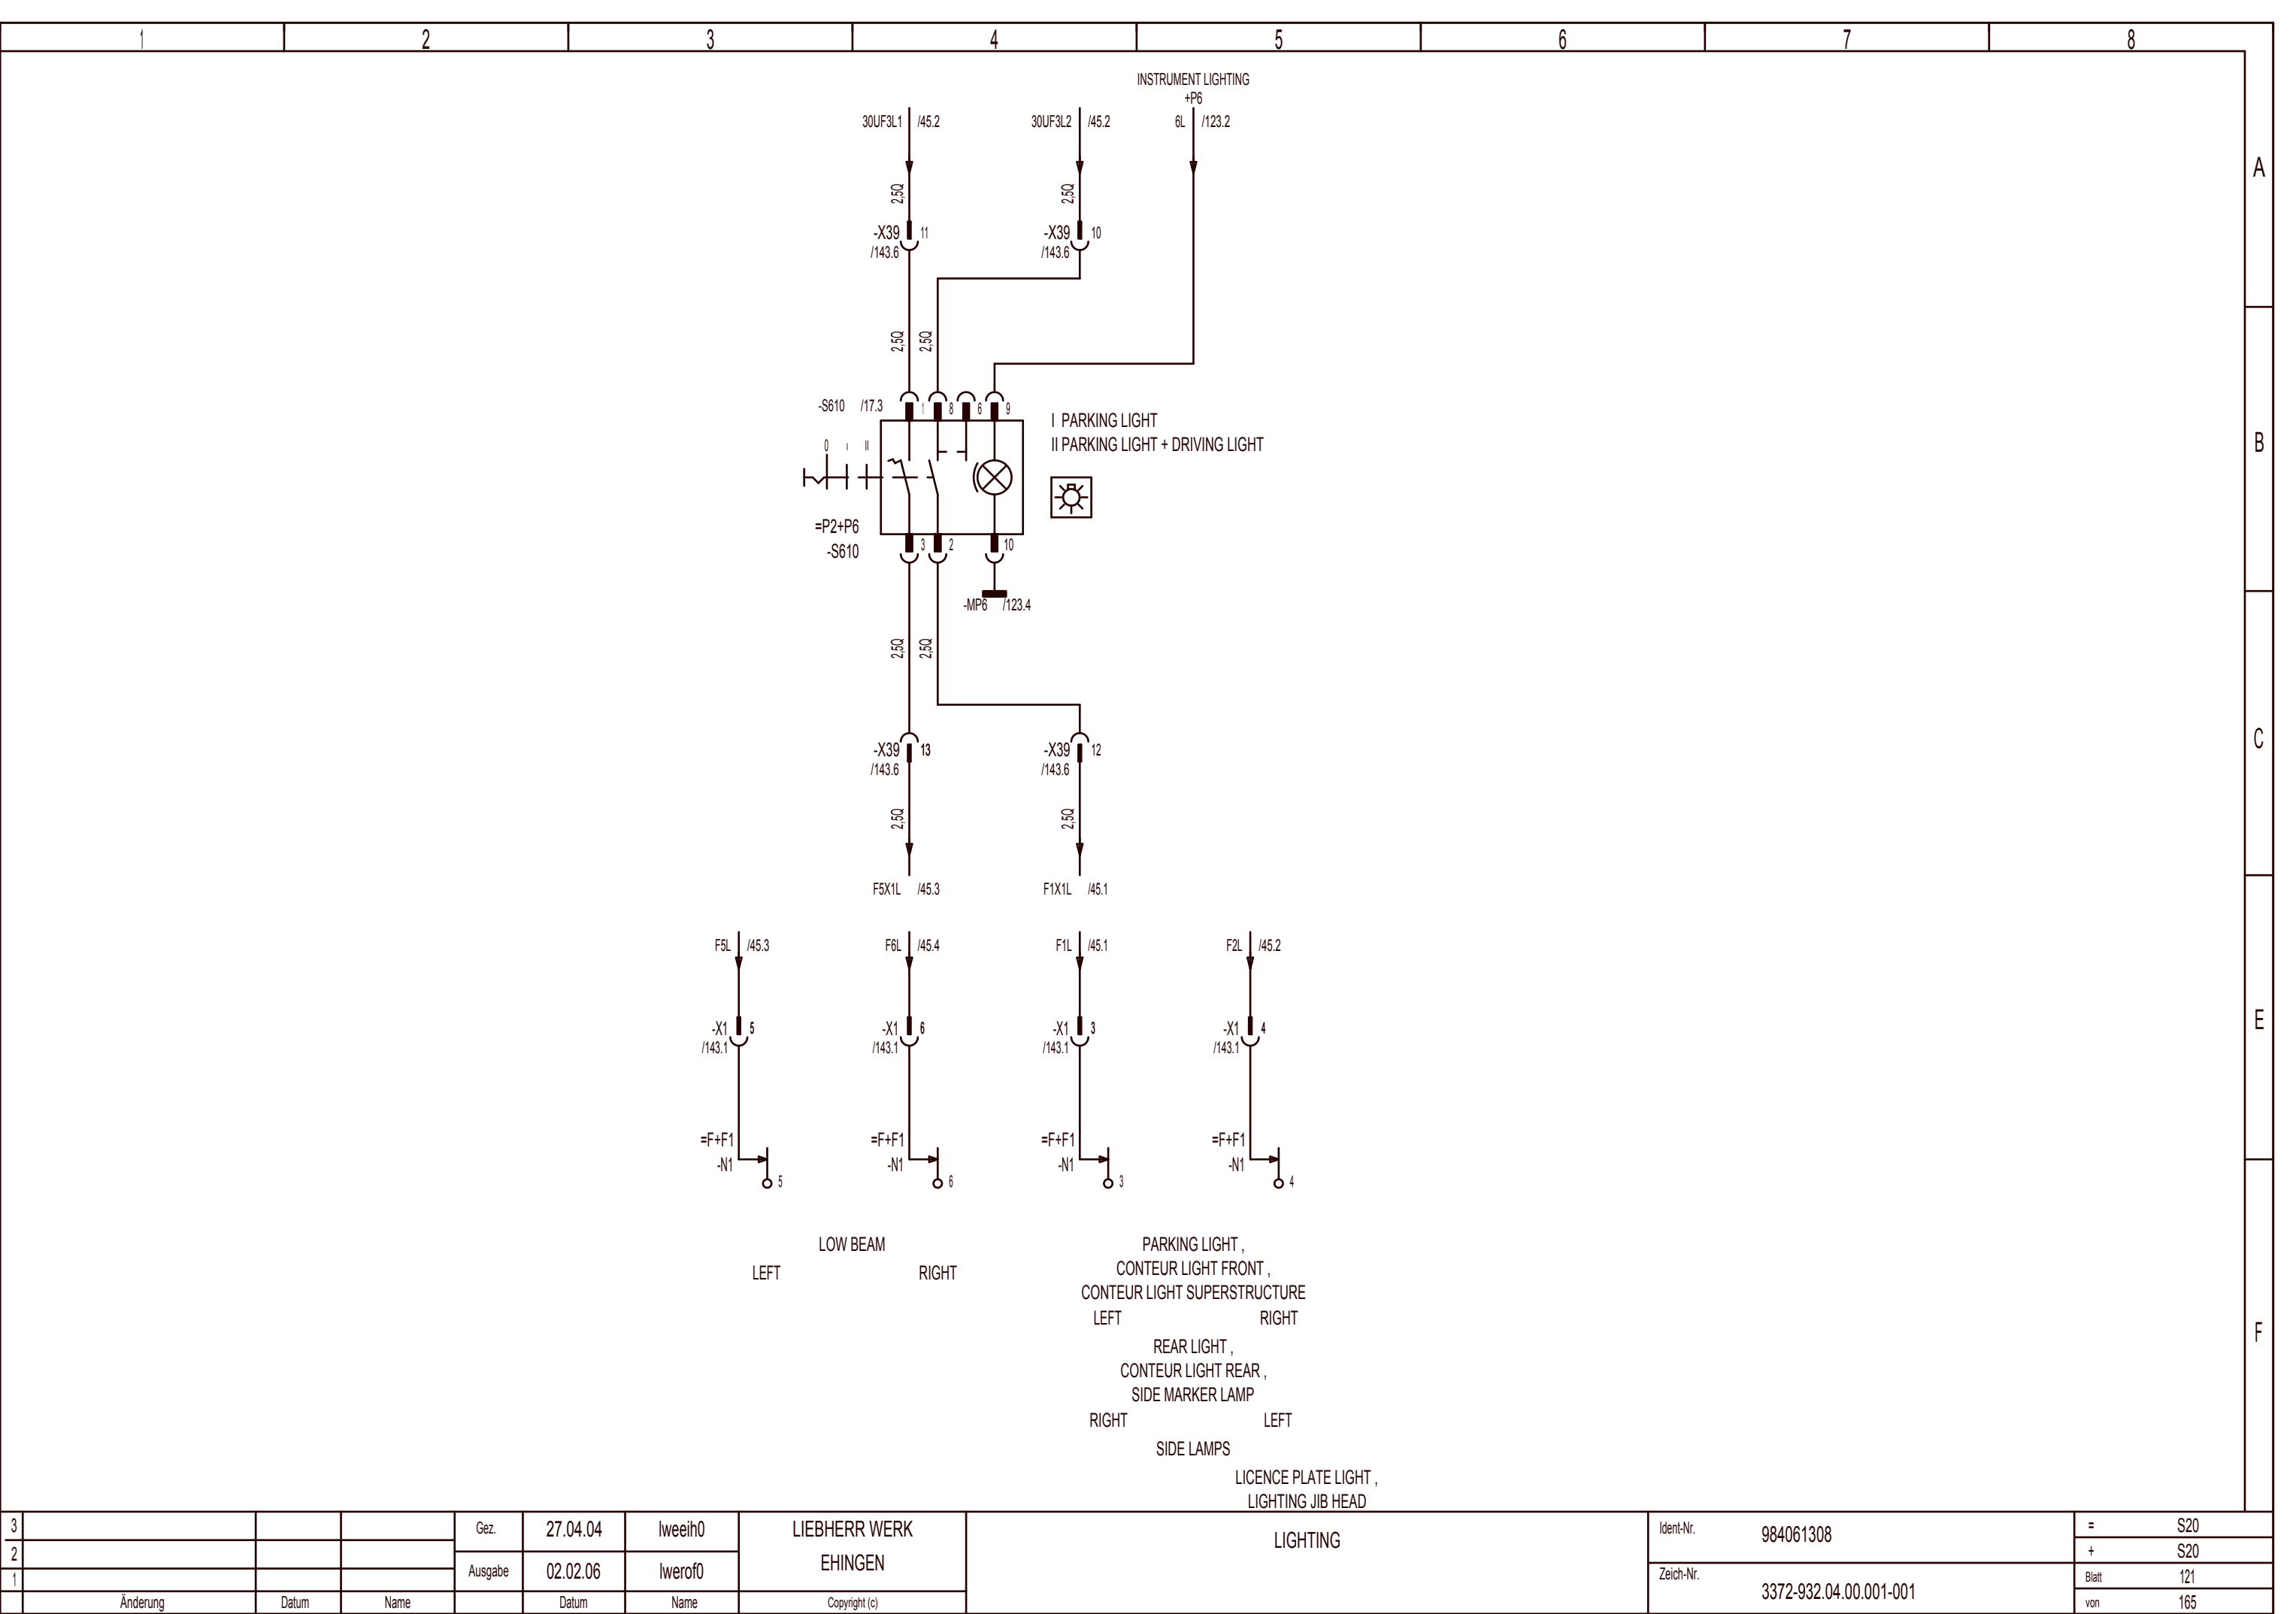 1 2 3 4 5 6 7 8
INSTRUMENT LIGHTING
+P6
30UF3L1 /45.2 30UF3L2 /45.2 6L /123.2
A
2,5Q 2,5Q
-X39 11 -X39 10
/143.6 /143.6
2,5Q 2,5Q
-S610 /17.3 1 8 6 9
I PARKING LIGHT
II PARKING LIGHT + DRIVING LIGHT
B
0 I II
=P2+P6
-S610
3 2 10
-MP6 /123.4
2,5Q 2,5Q
-X39 13 -X39 12
C
/143.6 /143.6
2,5Q 2,5Q
F5X1L /45.3 F1X1L /45.1
F5L /45.3 F6L /45.4 F1L /45.1 F2L /45.2
-X1 5 -X1 6 -X1 3 -X1 4
E
/143.1 /143.1 /143.1 /143.1
=F+F1 =F+F1 =F+F1 =F+F1
-N1 -N1 -N1 -N1
5 6 3 4
LOW BEAM
LEFT RIGHT
PARKING LIGHT ,
CONTEUR LIGHT FRONT ,
CONTEUR LIGHT SUPERSTRUCTURE
LEFT RIGHT
F
REAR LIGHT ,
CONTEUR LIGHT REAR ,
SIDE MARKER LAMP
RIGHT LEFT
SIDE LAMPS
LICENCE PLATE LIGHT ,
LIGHTING JIB HEAD
3
2
1
Änderung Datum Name
Gez. 27.04.04 lweeih0
Ausgabe 02.02.06 lwerof0
Datum Name
LIEBHERR WERK
EHINGEN
Copyright (c)
LIGHTING
Ident-Nr. 984061308
Zeich-Nr. 3372-932.04.00.001-001
= S20
+ S20
Blatt 121
von 165